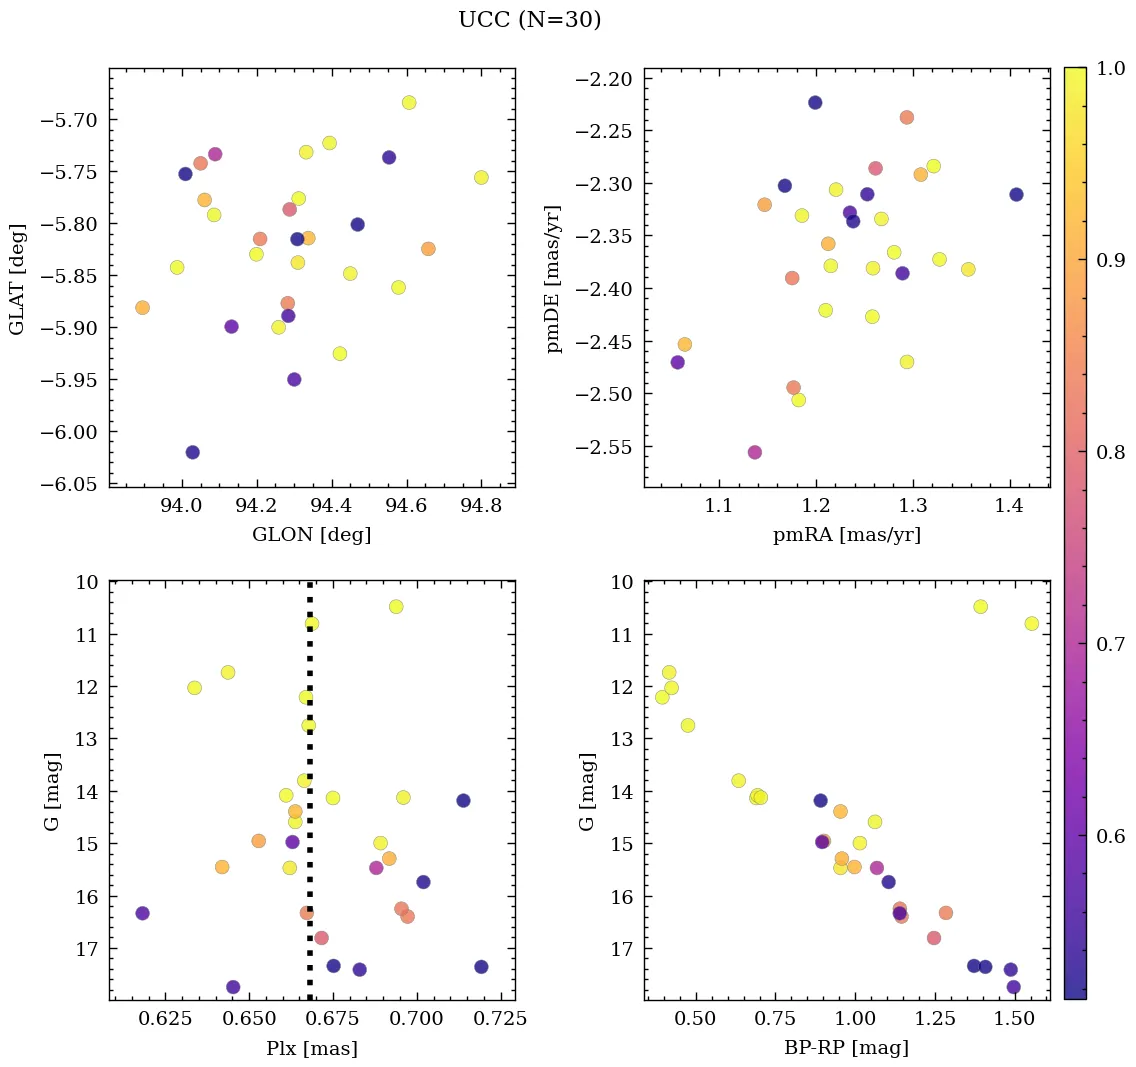 UCC (N=30)
−5.70
−5.75
−5.80
−5.85
−5.90
−5.95
−6.00
−6.05
GLAT [deg]
94.0 94.2 94.4 94.6 94.8
GLON [deg]
−2.20
−2.25
−2.30
−2.35
−2.40
−2.45
−2.50
−2.55
pmDE [mas/yr]
1.1 1.2 1.3 1.4
pmRA [mas/yr]
1.0
0.9
0.8
0.7
0.6
10
11
12
13
14
15
16
17
G [mag]
0.625 0.650 0.675 0.700 0.725
Plx [mas]
10
11
12
13
14
15
16
17
G [mag]
0.50 0.75 1.00 1.25 1.50
BP-RP [mag]